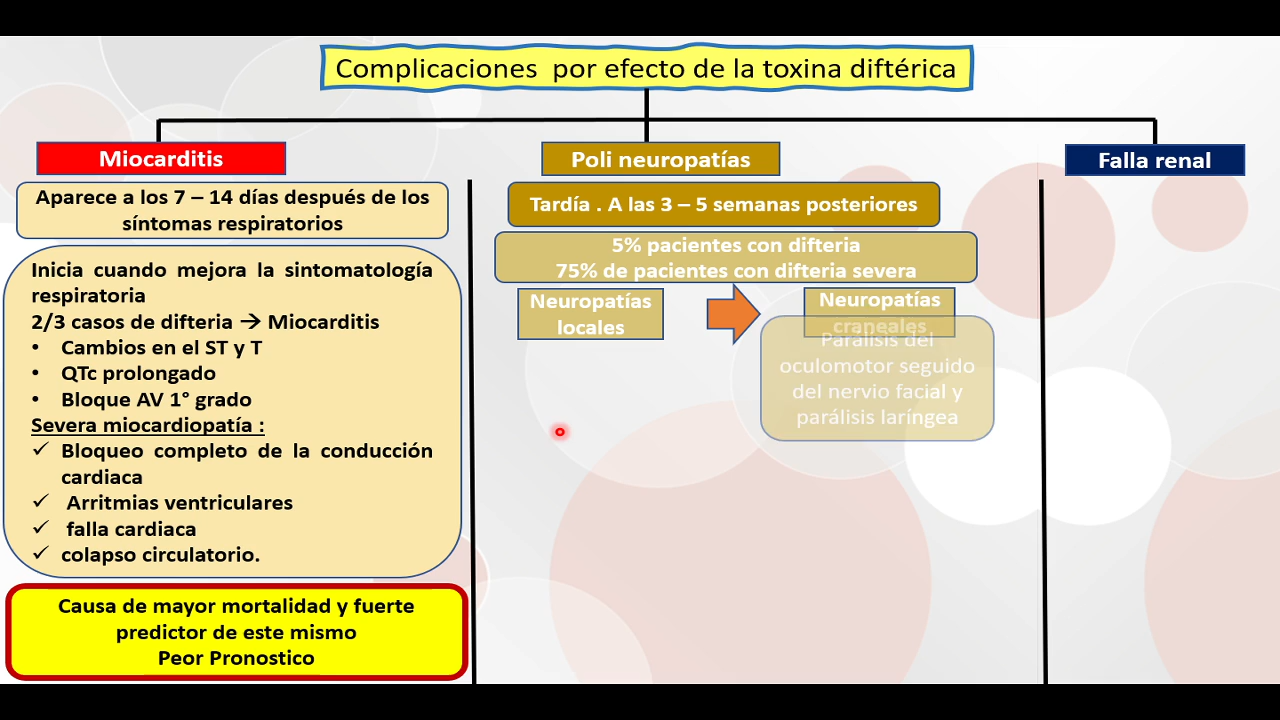 Complicaciones por efecto de la toxina diftérica
Miocarditis
Aparece a los 7 – 14 días después de los
síntomas respiratorios
Inicia cuando mejora la sintomatología
respiratoria
2/3 casos de difteria → Miocarditis
• Cambios en el ST y T
• QTc prolongado
• Bloque AV 1° grado
Severa miocardiopatía :
✓ Bloqueo completo de la conducción
cardiaca
✓ Arritmias ventriculares
✓ falla cardiaca
✓ colapso circulatorio.
Causa de mayor mortalidad y fuerte
predictor de este mismo
Peor Pronostico
Poli neuropatías
Tardía . A las 3 – 5 semanas posteriores
5% pacientes con difteria
75% de pacientes con difteria severa
Neuropatías
locales
Neuropatías
craneales
Parálisis del
oculomotor seguido
del nervio facial y
parálisis laríngea
Falla renal